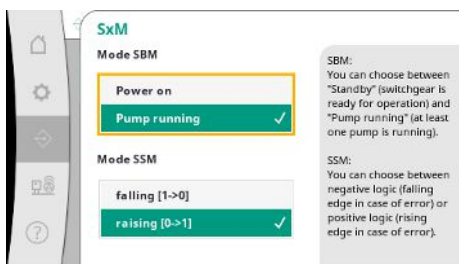 SxM
Mode SBM
Power on
Pump running
Mode SSM
falling [1->0]
raising [0->1]
SBM:
You can choose between
"Standby" (switchgear is
ready for operation) and
"Pump running" (at least
one pump is running).
SSM:
You can choose between
negative logic (falling
edge in case of error) or
positive logic (rising
edge in case of error).